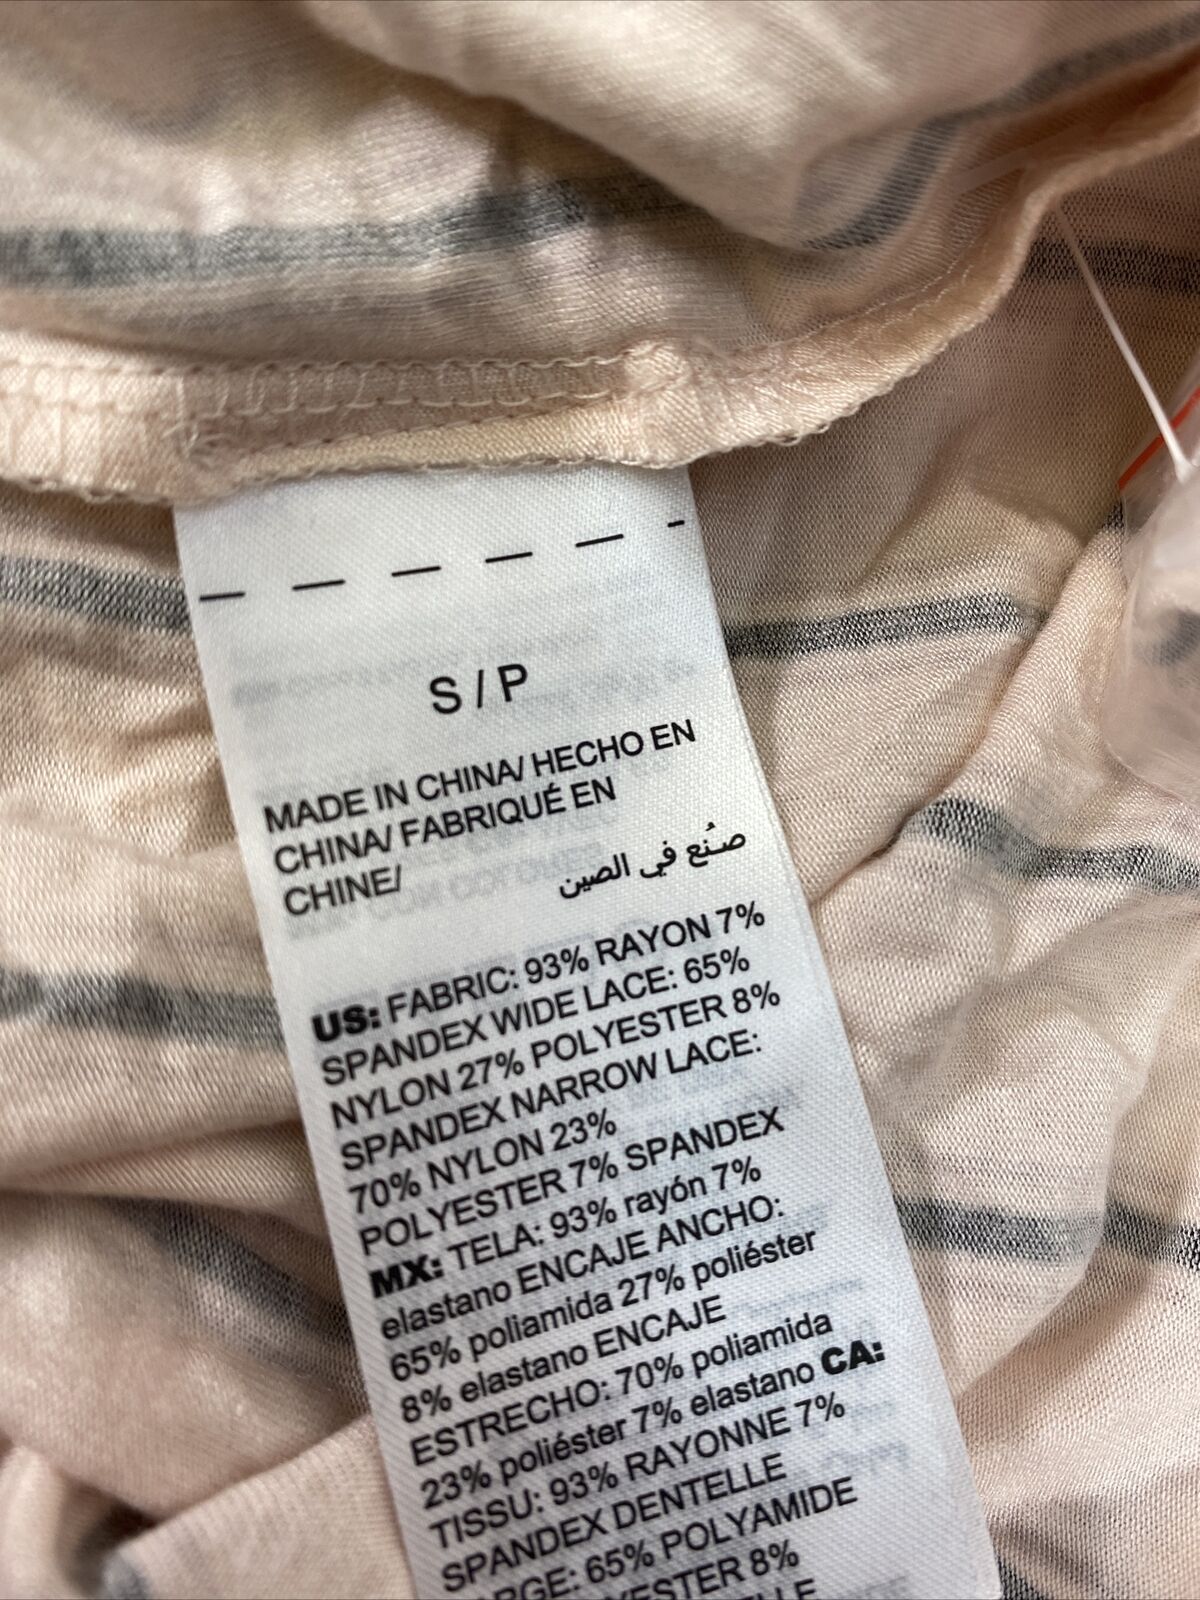 S / P
MADE IN CHINA/ HECHO EN
CHINA/ FABRIQUÉ EN
CHINE/
صُنع في الصين
US: FABRIC: 93% RAYON 7%
SPANDEX WIDE LACE: 65%
NYLON 27% POLYESTER 8%
SPANDEX NARROW LACE:
70% NYLON 23%
POLYESTER 7% SPANDEX
MX: TELA: 93% rayón 7%
elastano ENCAJE ANCHO:
65% poliamida 27% poliéster
8% elastano ENCAJE
ESTRECHO: 70% poliamida
23% poliéster 7% elastano CA:
TISSU: 93% RAYONNE 7%
SPANDEX DENTELLE
65% POLYAMIDE
8%